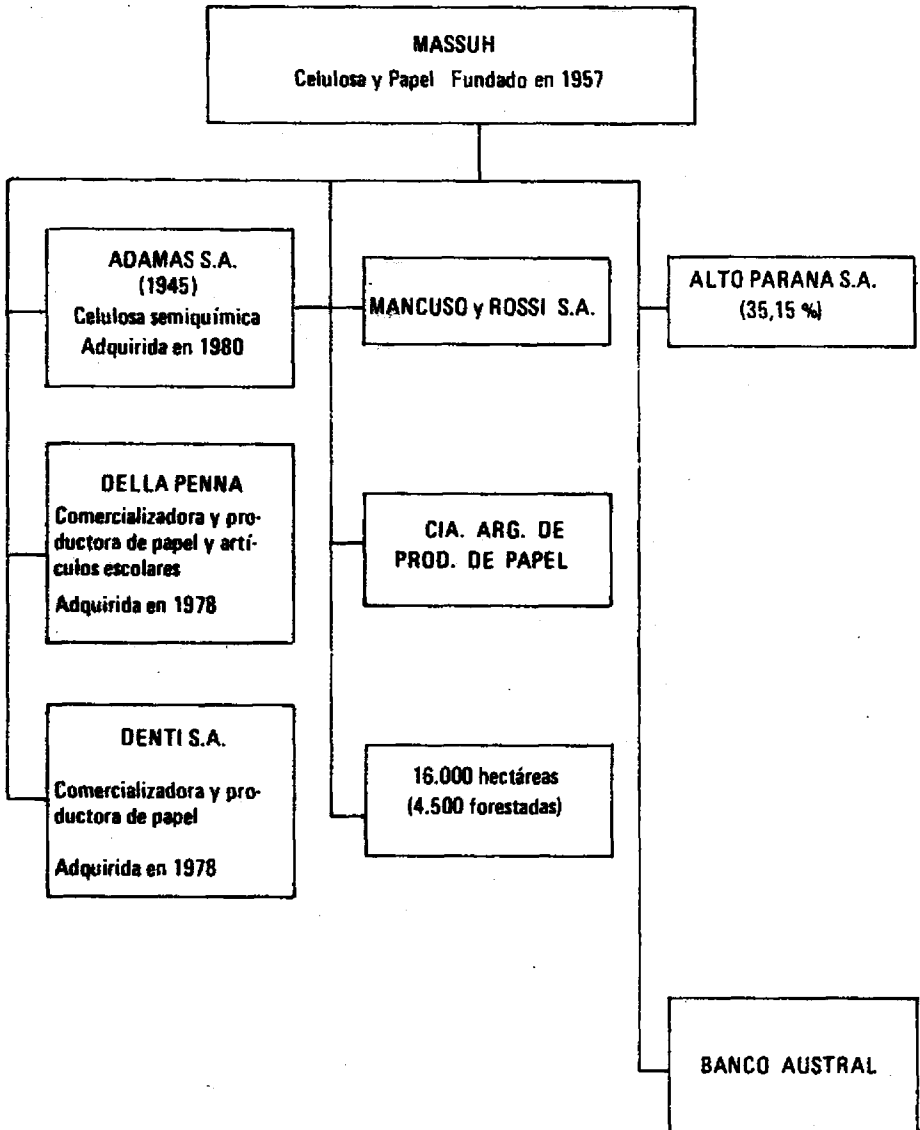 MASSUH
Celulosa y Papel Fundado en 1957
ADAMAS S.A.
(1945)
Celulosa semiquímica
Adquirida en 1980
MANCUSO y ROSSI S.A.
ALTO PARANA S.A.
(35,15 %)
DELLA PENNA
Comercializadora y pro-
ductora de papel y artí-
culos escolares
Adquirida en 1978
CIA. ARG. DE
PROD. DE PAPEL
DENTI S.A.
Comercializadora y pro-
ductora de papel
Adquirida en 1978
16.000 hectáreas
(4.500 forestadas)
BANCO AUSTRAL